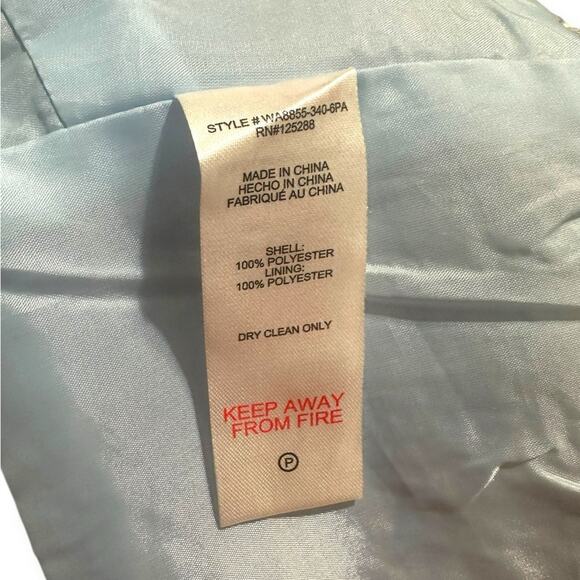 STYLE # WA8855-340-6PA
RN#125288
MADE IN CHINA
HECHO IN CHINA
FABRIQUÉ AU CHINA
SHELL:
100% POLYESTER
LINING:
100% POLYESTER
DRY CLEAN ONLY
KEEP AWAY
FROM FIRE
P